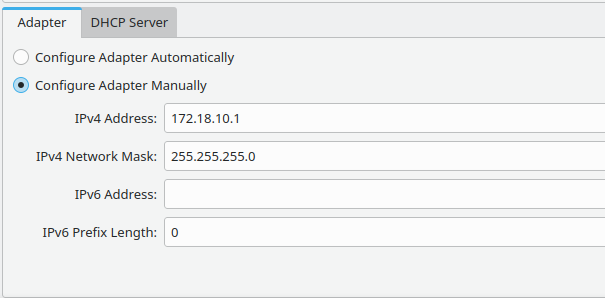 Adapter DHCP Server
Configure Adapter Automatically
Configure Adapter Manually
IPv4 Address: 172.18.10.1
IPv4 Network Mask: 255.255.255.0
IPv6 Address:
IPv6 Prefix Length: 0